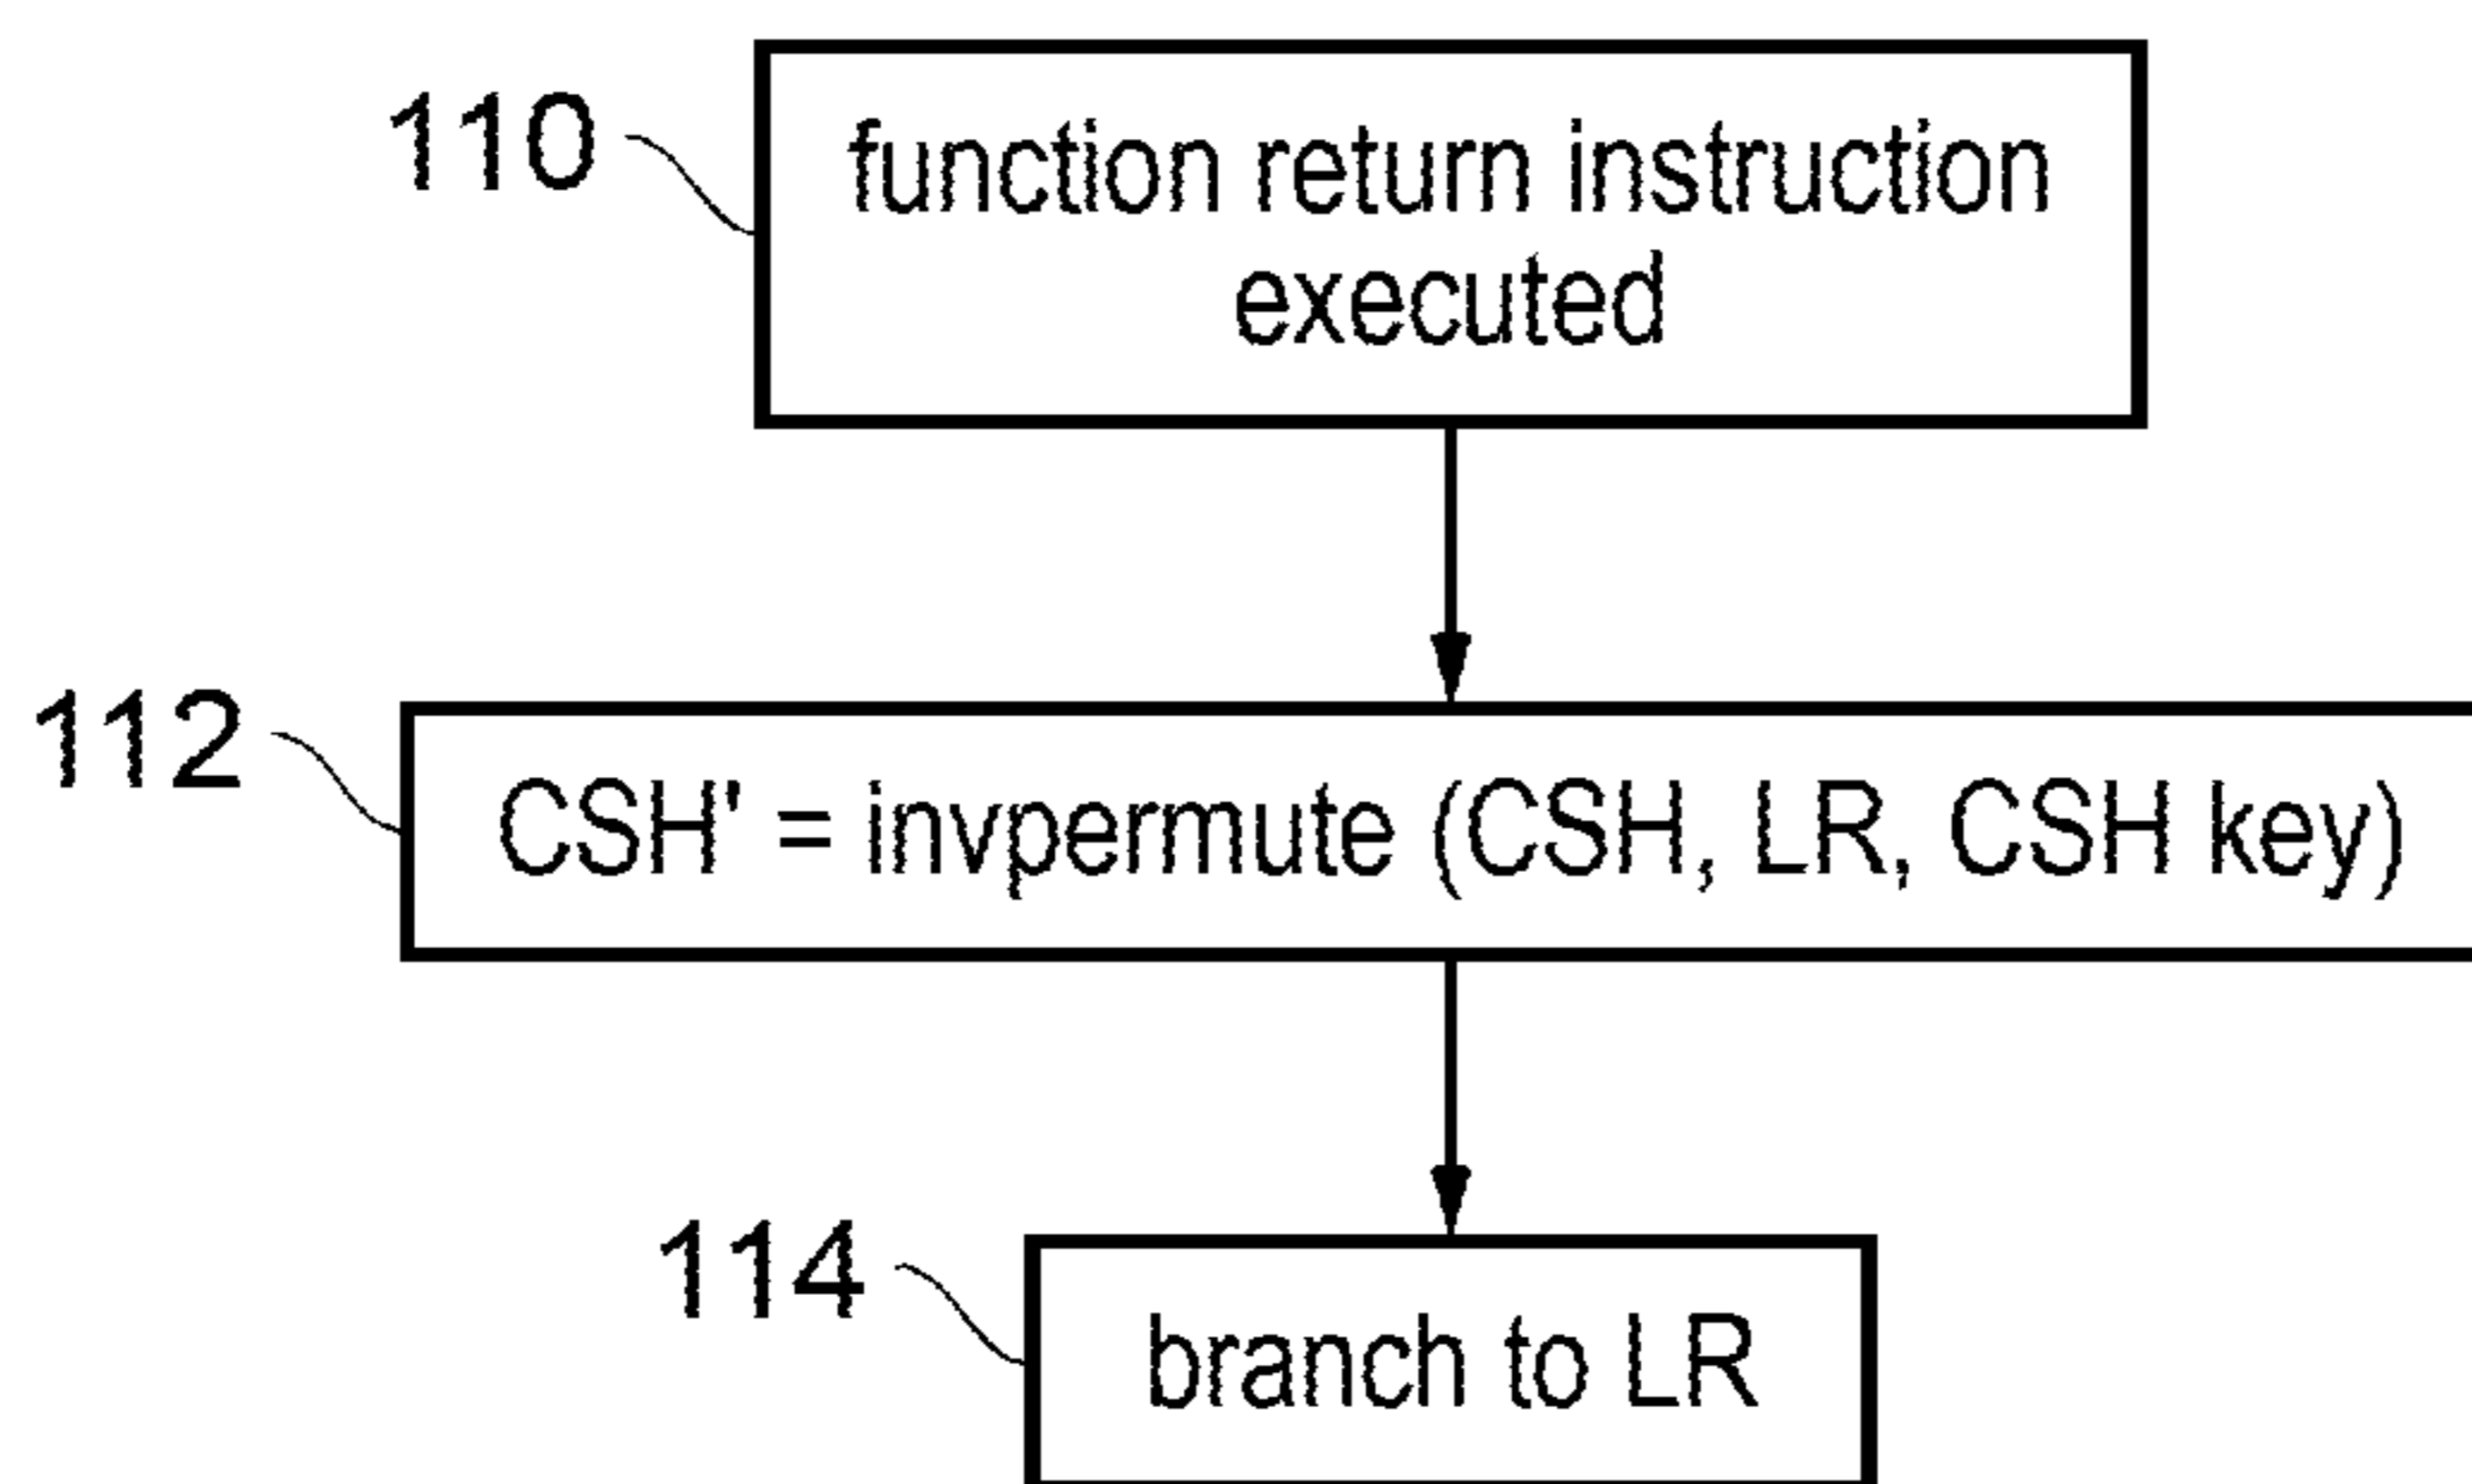 110
function return instruction
executed
112
CSH' = invpermute (CSH, LR, CSH key)
114
branch to LR